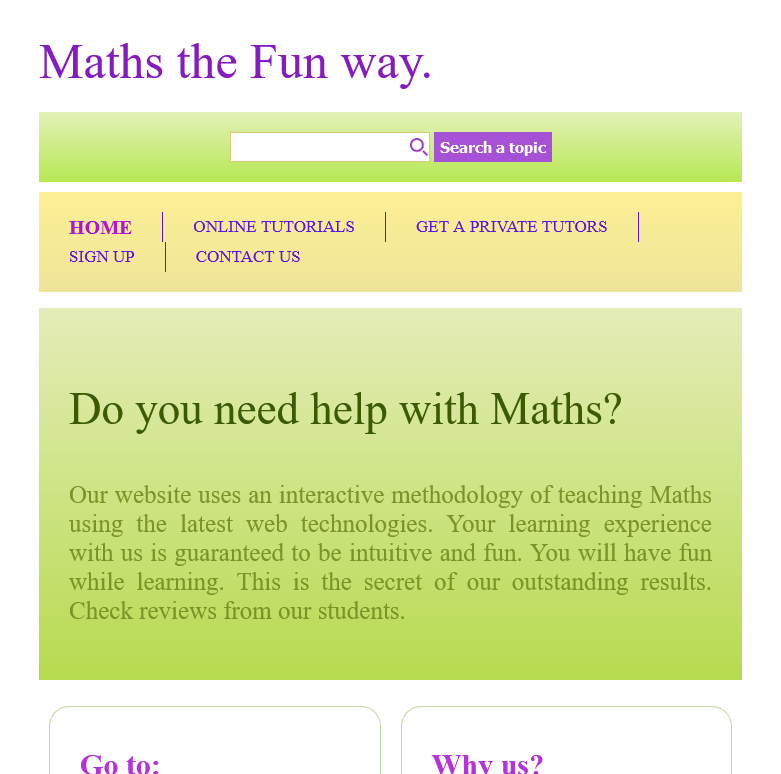 Maths the Fun way.
Search a topic
HOME ONLINE TUTORIALS GET A PRIVATE TUTORS
SIGN UP CONTACT US
Do you need help with Maths?
Our website uses an interactive methodology of teaching Maths
using the latest web technologies. Your learning experience
with us is guaranteed to be intuitive and fun. You will have fun
while learning. This is the secret of our outstanding results.
Check reviews from our students.
Go to:
Why us?